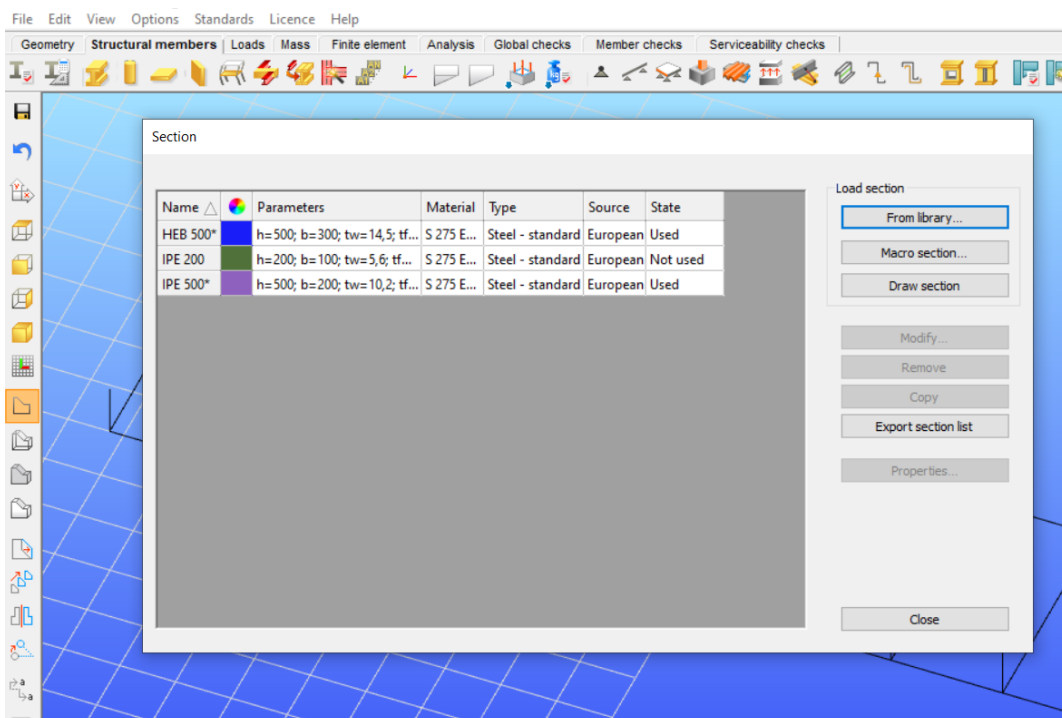 File Edit View Options Standards Licence Help
Geometry Structural members Loads Mass Finite element Analysis Global checks Member checks Serviceability checks
Section
Load section
Name Parameters Material Type Source State
From library...
HEB 500* h=500; b=300; tw=14,5; tf... S 275 E... Steel - standard European Used
Macro section...
IPE 200 h=200; b=100; tw=5,6; tf... S 275 E... Steel - standard European Not used
IPE 500* h=500; b=200; tw=10,2; tf... S 275 E... Steel - standard European Used
Draw section
Modify...
Remove
Copy
Export section list
Properties...
Close
a
a